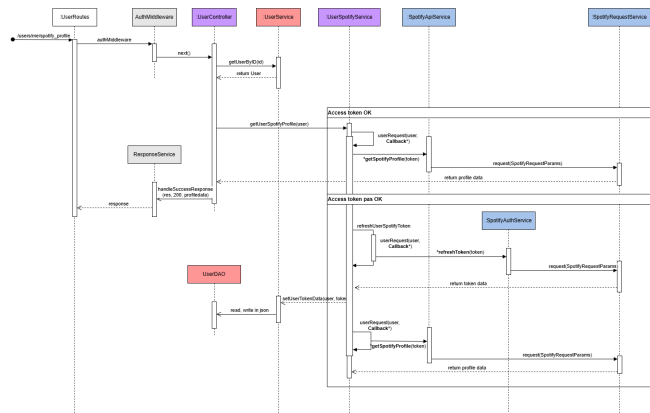 :UserRoutes
AuthMiddleware
:UserController
:UserService
:UserSpotifyService
:SpotifyApiService
:SpotifyRequestService
/users/me/spotify_profile
authMiddleware
next()
getUserByID(id)
return User
Access token OK
getUserSpotifyProfile(user)
userRequest(user,
Callback*)
ResponseService
*getSpotifyProfile(token)
request(SpotifyRequestParams)
return profile data
handleSuccessResponse
(res, 200, profiledata)
response
Access token pas OK
:SpotifyAuthService
refreshUserSpotifyToken
userRequest(user,
Callback*)
*refreshToken(token)
request(SpotifyRequestParams
:UserDAO
return token data
setUserTokenData(user, token
read, write in json
userRequest(user,
Callback*)
*getSpotifyProfile(token)
request(SpotifyRequestParams)
return profile data